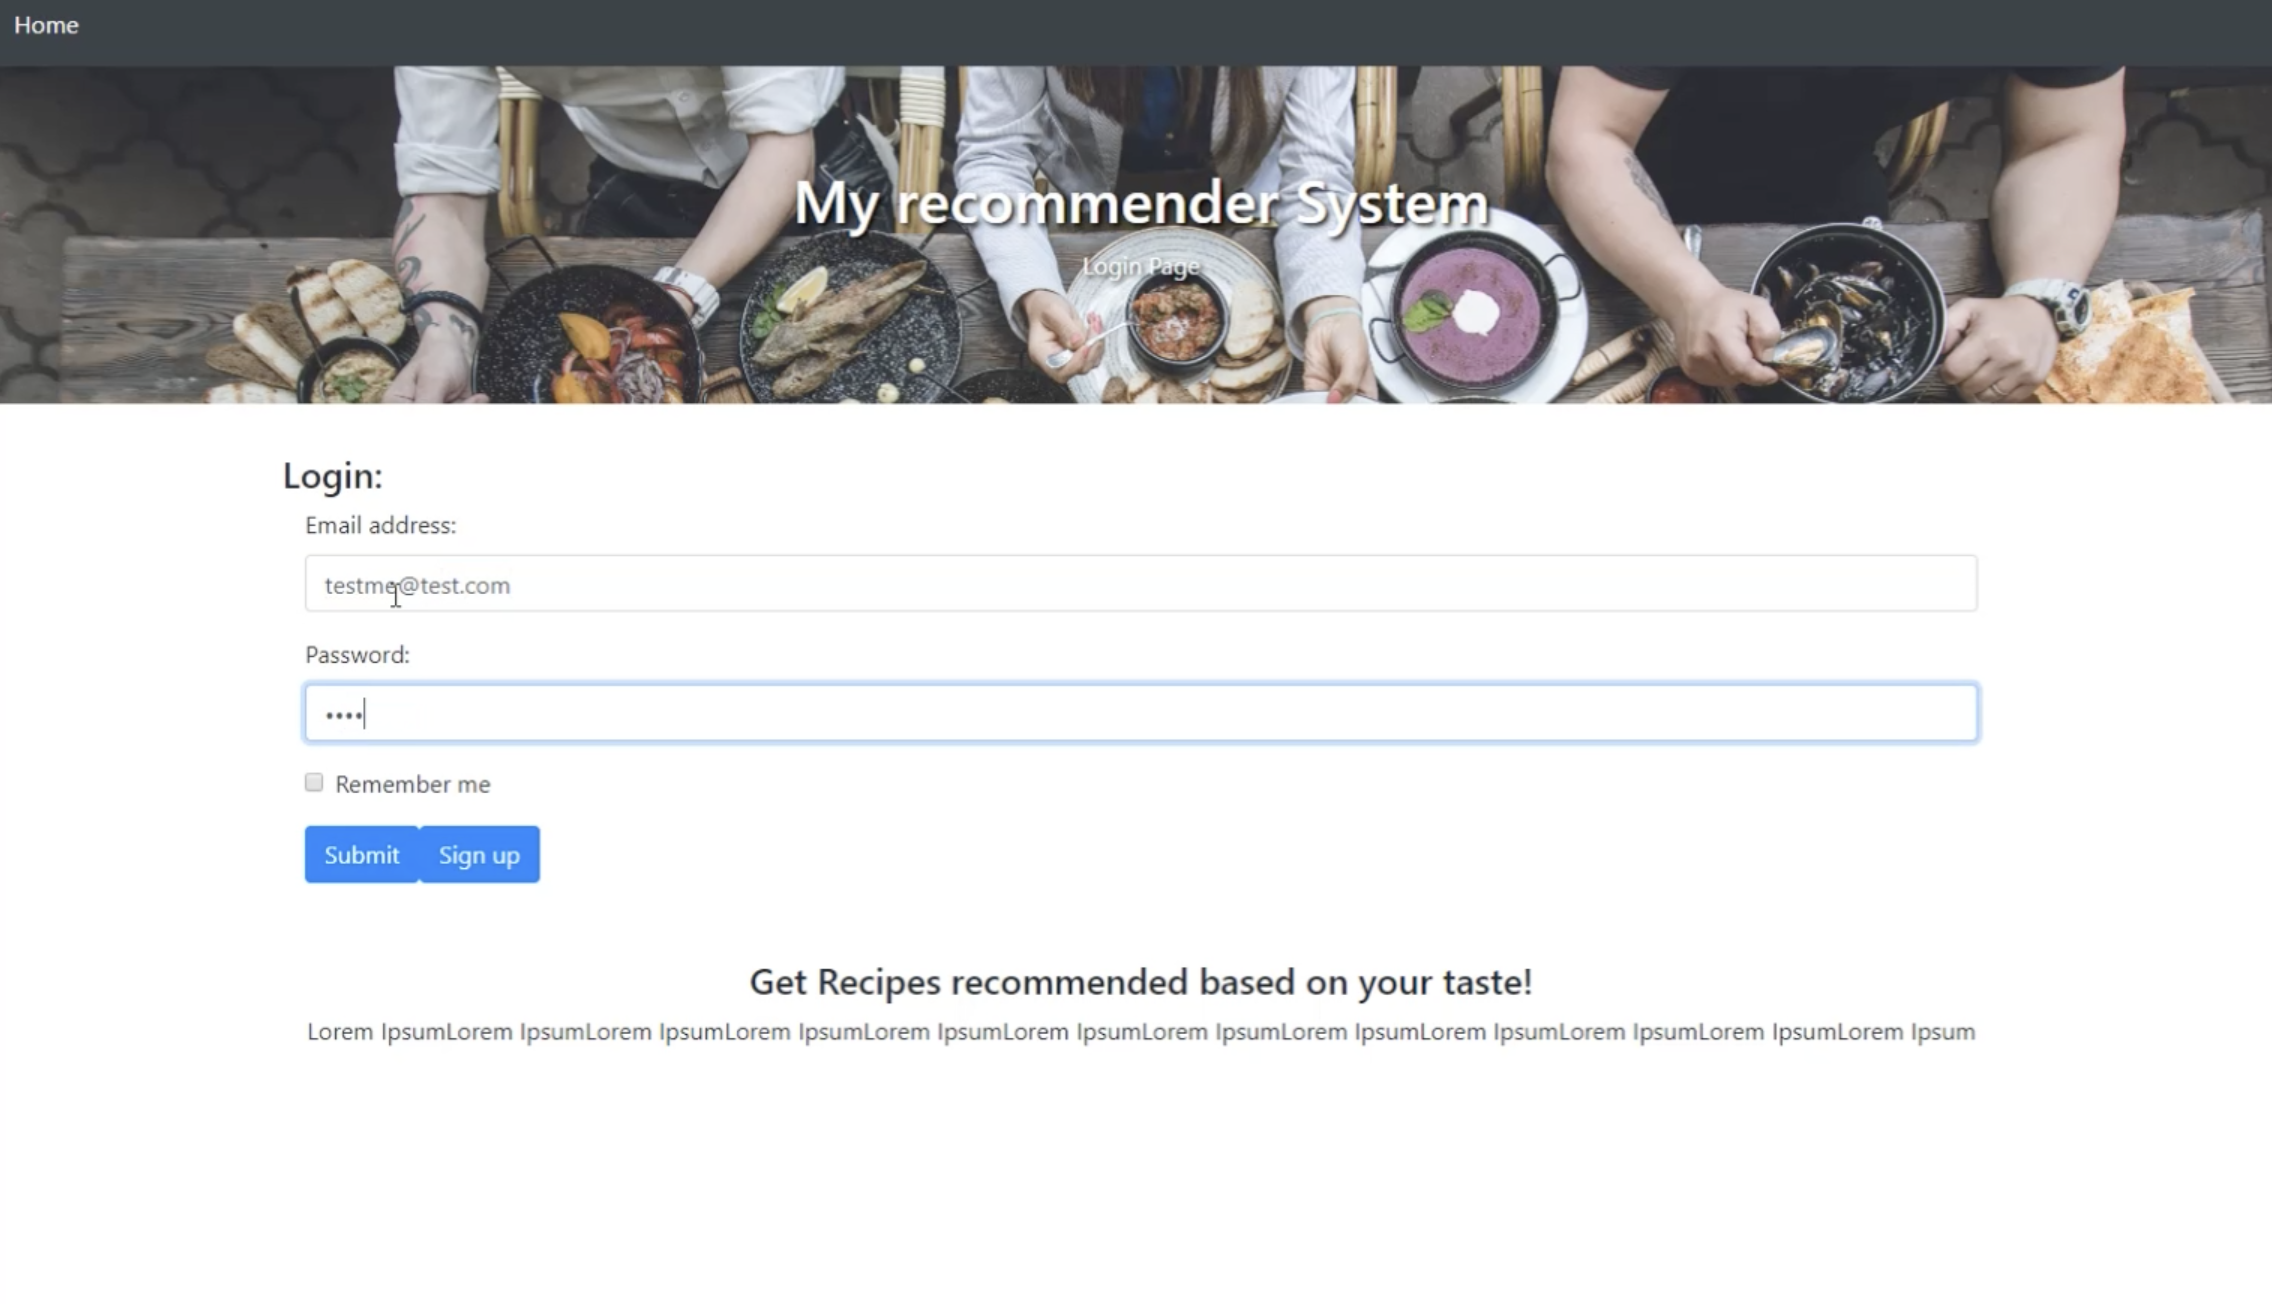 Home
My recommender System
Login Page
Login:
Email address:
testme@test.com
Password:
••••
Remember me
Submit Sign up
Get Recipes recommended based on your taste!
Lorem IpsumLorem IpsumLorem IpsumLorem IpsumLorem IpsumLorem IpsumLorem IpsumLorem IpsumLorem IpsumLorem IpsumLorem IpsumLorem Ipsum